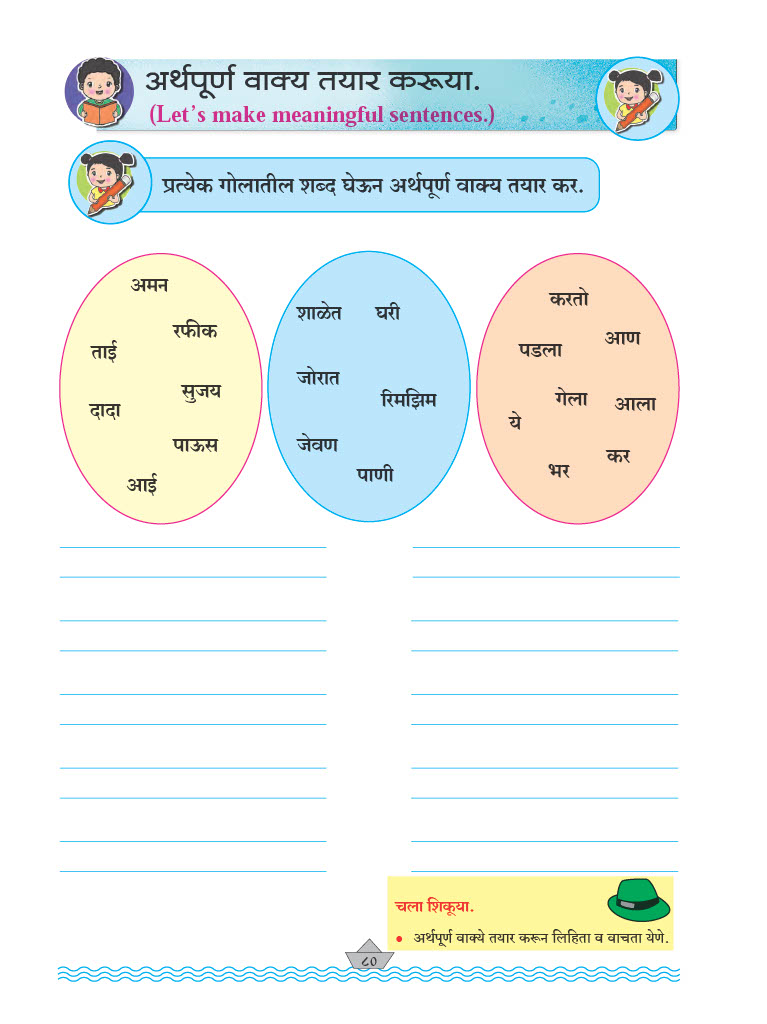 अर्थपूर्ण वाक्य तयार करूया.
(Let's make meaningful sentences.)
प्रत्येक गोलातील शब्द घेऊन अर्थपूर्ण वाक्य तयार कर.
अमन
रफीक
ताई
सुजय
दादा
पाऊस
आई
शाळेत घरी
जोरात
रिमझिम
जेवण
पाणी
करतो
आण
पडला
गेला
आला
ये
कर
भर
चला शिकूया.
• अर्थपूर्ण वाक्ये तयार करून लिहिता व वाचता येणे.
८०